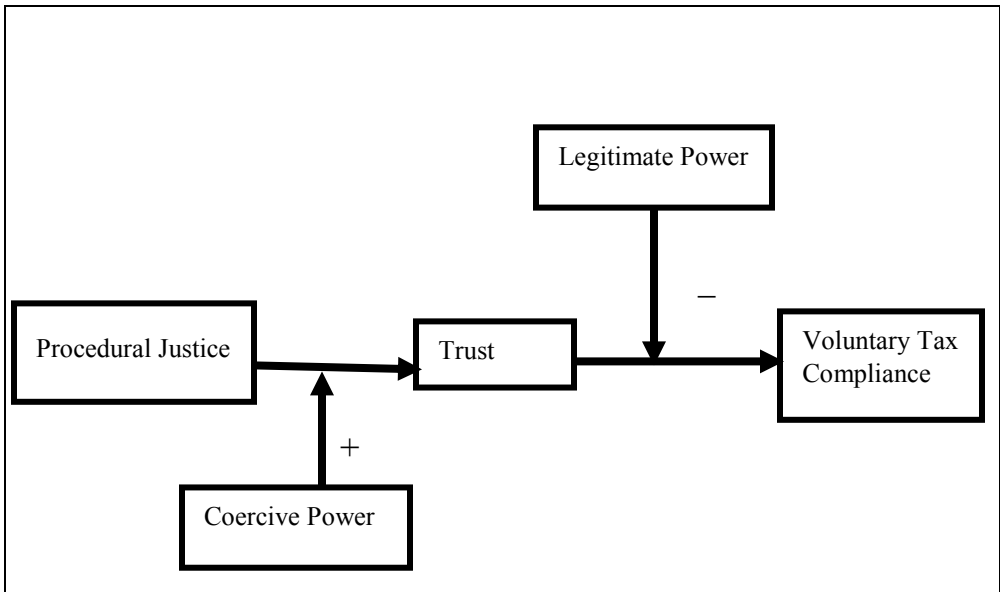 Legitimate Power
–
Procedural Justice
Trust
Voluntary Tax
Compliance
+
Coercive Power